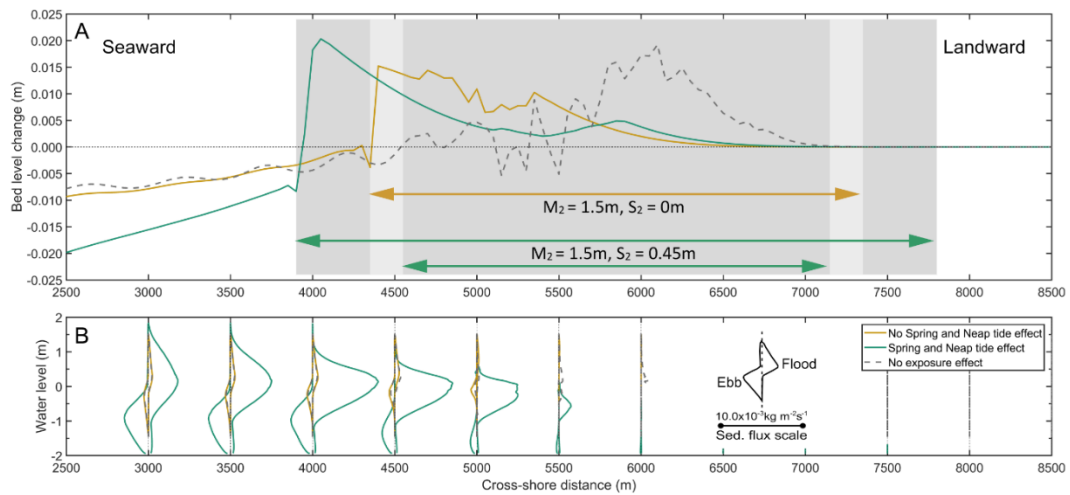 A
Seaward
Landward
0.025
0.020
0.015
0.010
0.005
0.000
-0.005
-0.010
-0.015
-0.020
-0.025
Bed level change (m)
M₂ = 1.5m, S₂ = 0m
M₂ = 1.5m, S₂ = 0.45m
2500 3000 3500 4000 4500 5000 5500 6000 6500 7000 7500 8000 8500
B
2
1
0
-1
-2
Water level (m)
Ebb
Flood
10.0x10⁻³kg m⁻²s⁻¹
Sed. flux scale
No Spring and Neap tide effect
Spring and Neap tide effect
No exposure effect
3000 3500 4000 4500 5000 5500 6000 6500 7000 7500 8000 8500
Cross-shore distance (m)